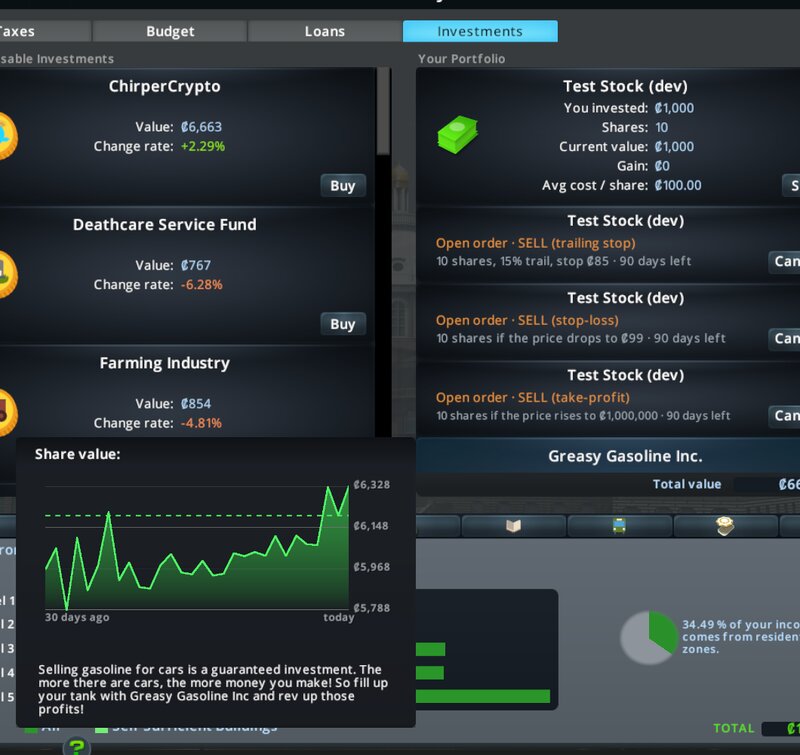 Taxes
Budget
Loans
Investments
Your Portfolio
Investments
ChirperCrypto
Value: ₡6,663
Change rate: +2.29%
Buy
Deathcare Service Fund
Value: ₡767
Change rate: -6.28%
Buy
Farming Industry
Value: ₡854
Change rate: -4.81%
Test Stock (dev)
You invested: ₡1,000
Shares: 10
Current value: ₡1,000
Gain: ₡0
Avg cost / share: ₡100.00
Test Stock (dev)
Open order · SELL (trailing stop)
10 shares, 15% trail, stop ₡85 · 90 days left
Can
Test Stock (dev)
Open order · SELL (stop-loss)
10 shares if the price drops to ₡99 · 90 days left
Can
Test Stock (dev)
Open order · SELL (take-profit)
10 shares if the price rises to ₡1,000,000 · 90 days left
Can
Greasy Gasoline Inc.
Total value ₡66
Share value:
₡6,328
₡6,148
₡5,968
₡5,788
30 days ago
today
Selling gasoline for cars is a guaranteed investment. The
more there are cars, the more money you make! So fill up
your tank with Greasy Gasoline Inc and rev up those
profits!
34.49 % of your inco
comes from residen
zones.
1
2
3
4
5
TOTAL
?